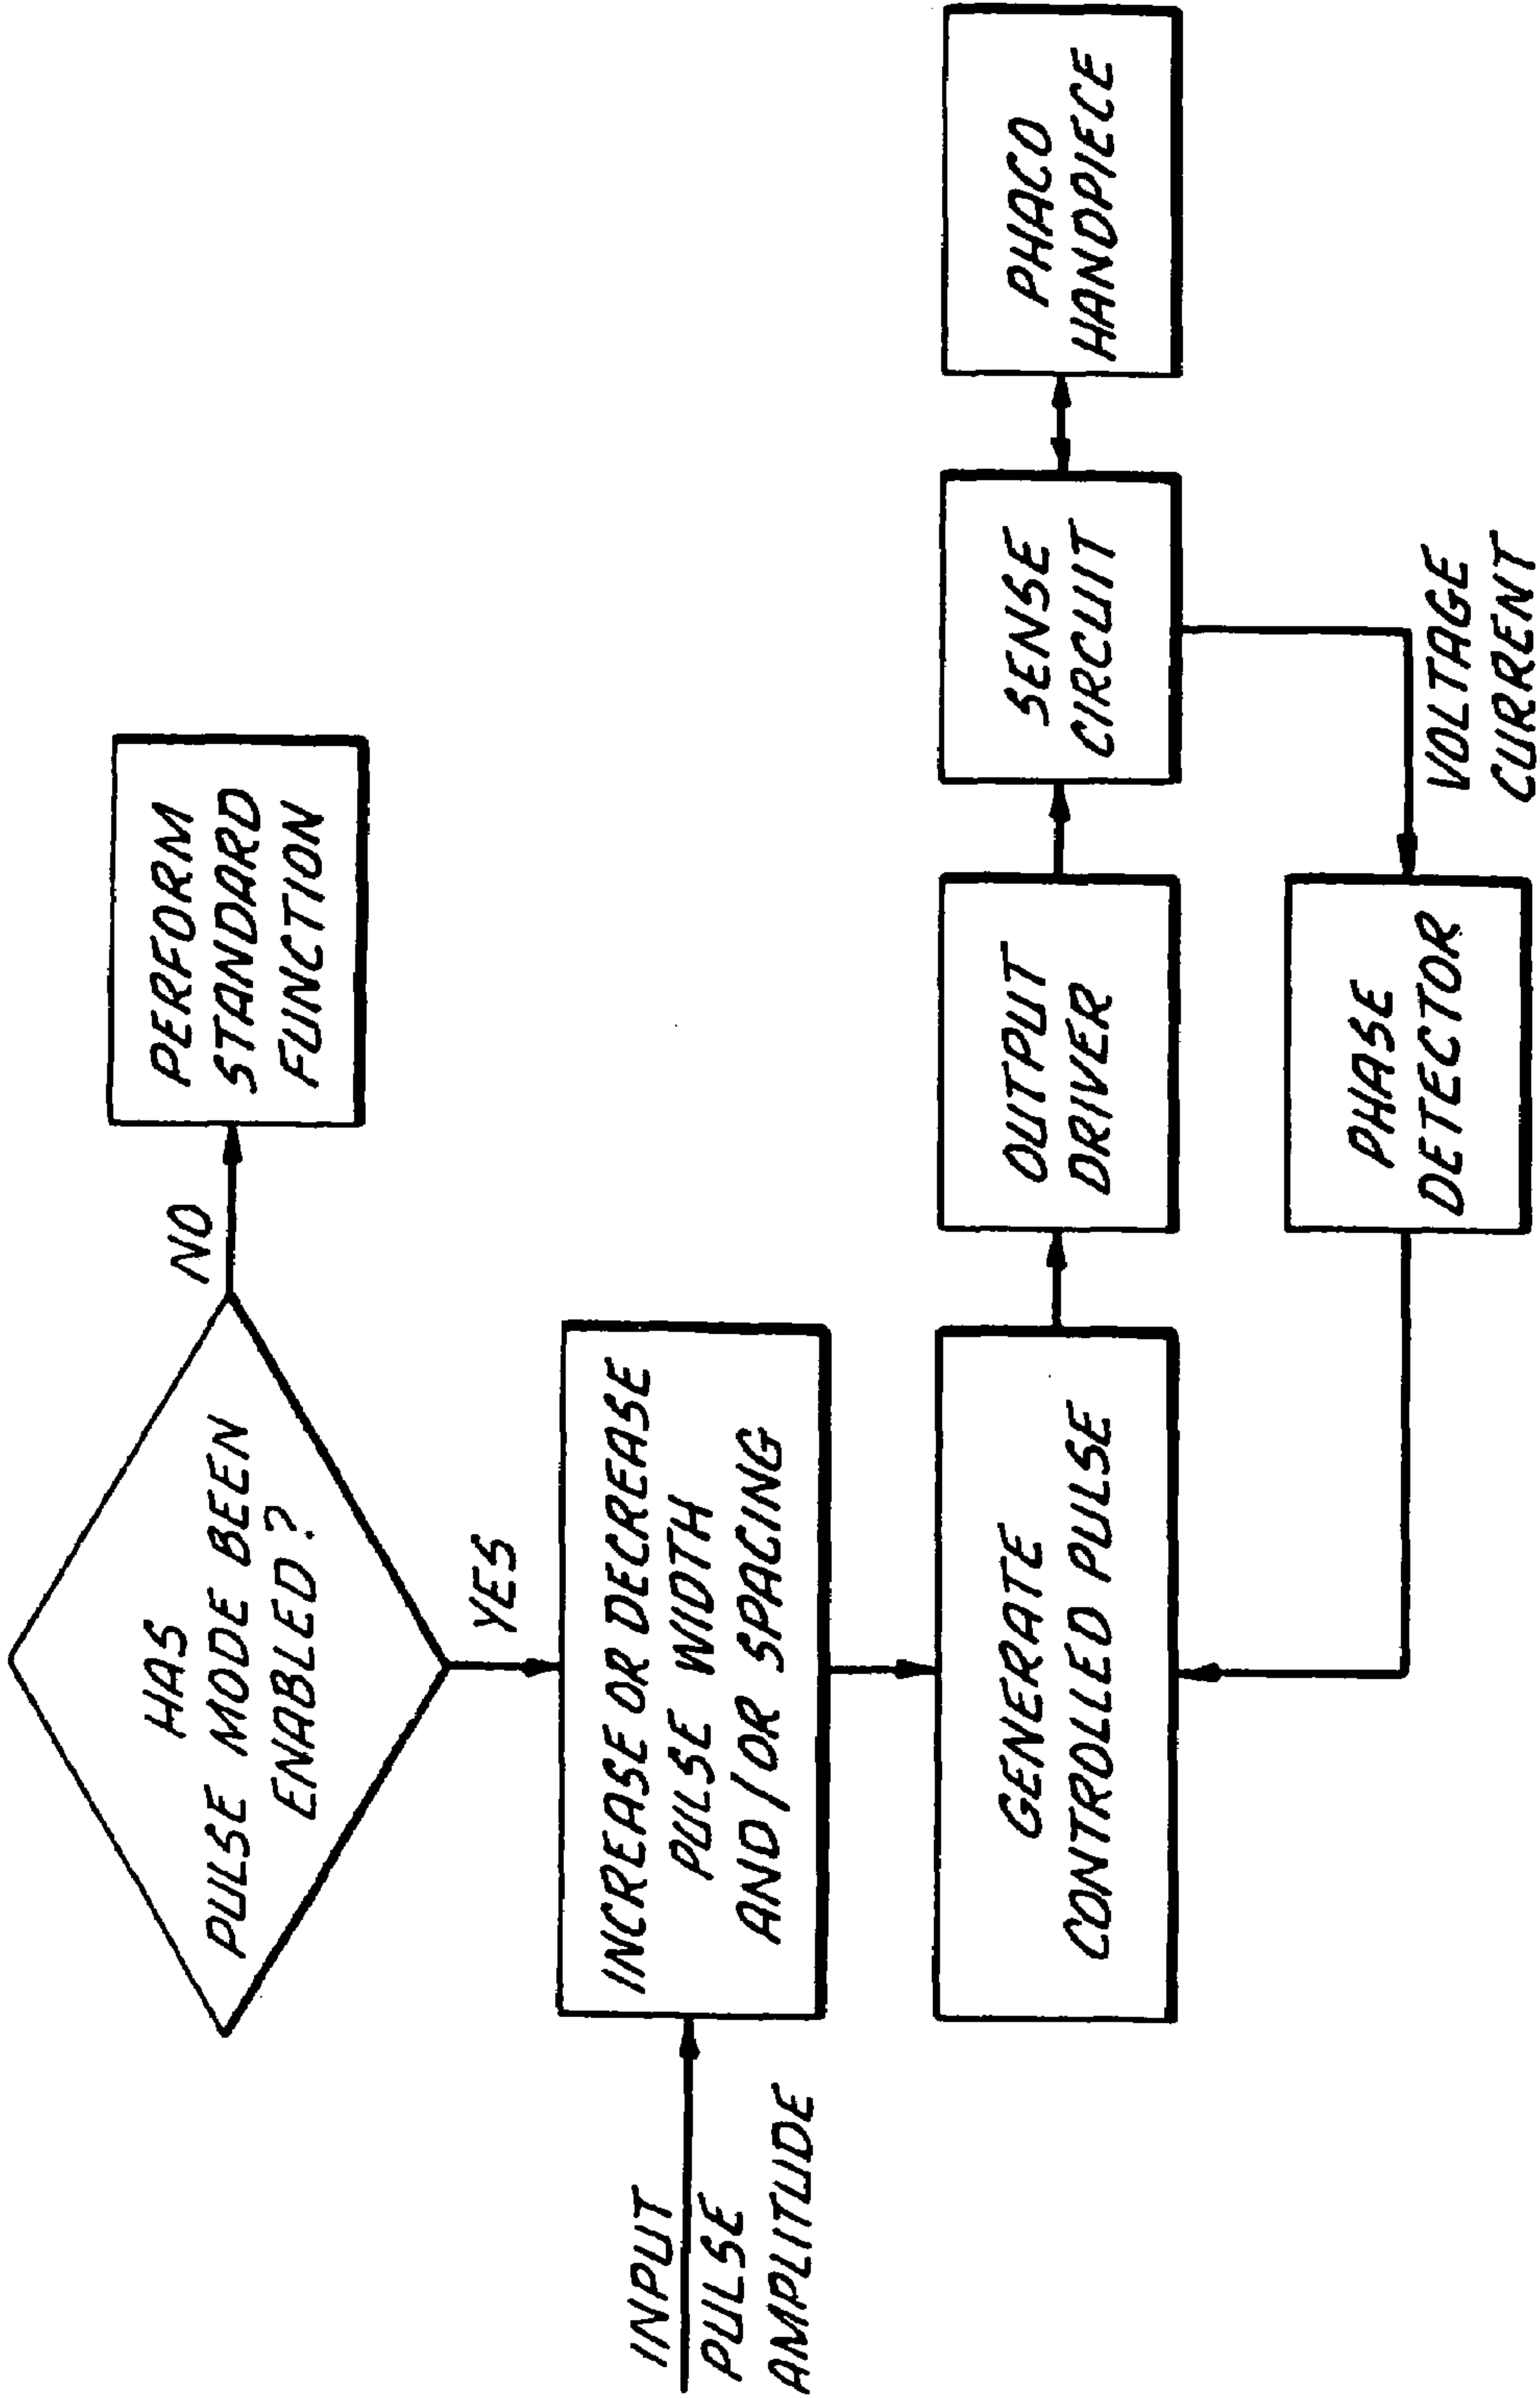 HAS
PULSE MODE BEEN
ENABLED?
NO
PERFORM
STANDARD
FUNCTION
YES
INPUT
PULSE
AMPLITUDE
INCREASE OR DECREASE
PULSE WIDTH
AND/OR SPACING
GENERATE
CONTROLLED PULSE
OUTPUT
DRIVER
SENSE
CIRCUIT
PHACO
HANDPIECE
PHASE
DETECTOR
VOLTAGE
CURRENT